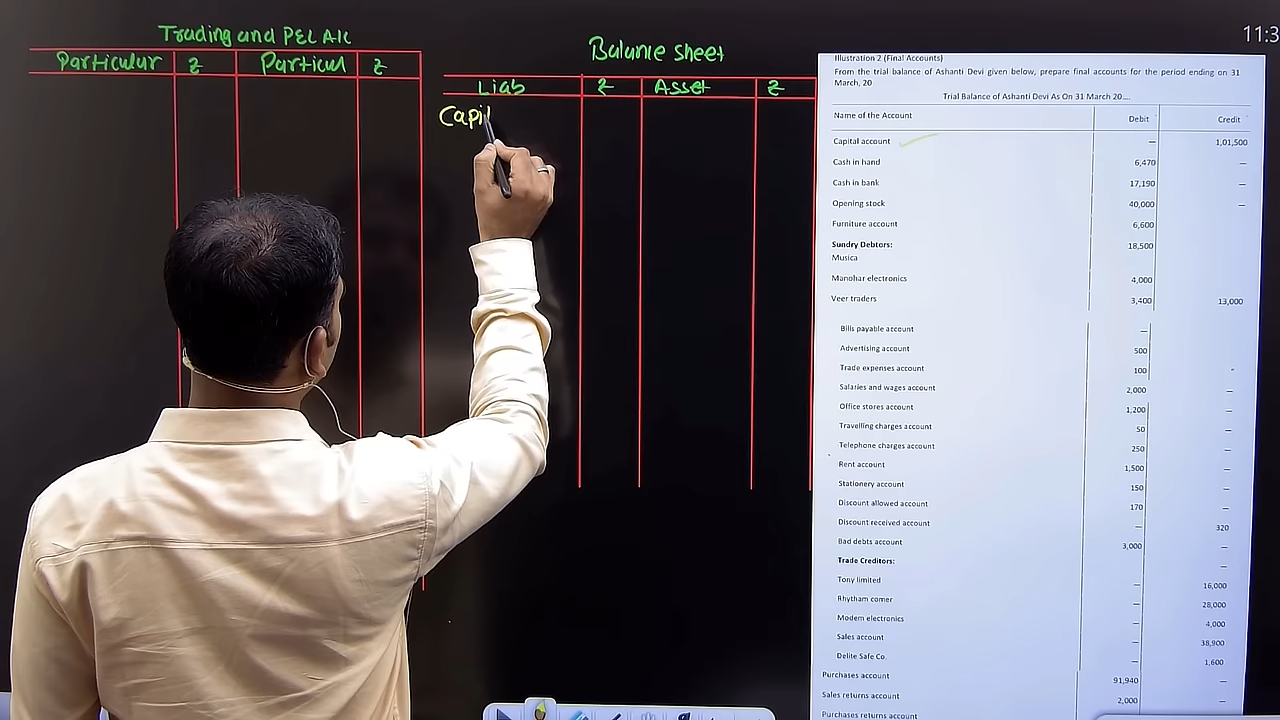 Trading and P&L A/c
Particular ₹ Particul ₹
Balance sheet
Liab ₹ Asset ₹
Capi
11:3
Illustration 2 (Final Accounts)
From the trial balance of Ashanti Devi given below, prepare final accounts for the period ending on 31
March, 20
Trial Balance of Ashanti Devi As On 31 March 20....
Name of the Account Debit Credit
Capital account — 1,01,500
Cash in hand 6,470 —
Cash in bank 17,190 —
Opening stock 40,000 —
Furniture account 6,600
Sundry Debtors: 18,500
Musica
Manohar electronics 4,000
Veer traders 3,400 13,000
Bills payable account —
Advertising account 500
Trade expenses account 100
Salaries and wages account 2,000 —
Office stores account 1,200 —
Travelling charges account 50 —
Telephone charges account 250 —
Rent account 1,500 —
Stationery account 150 —
Discount allowed account 170 —
Discount received account — 320
Bad debts account 3,000 —
Trade Creditors: —
Tony limited — 16,000
Rhytham corner — 28,000
Modern electronics — 4,000
Sales account — 38,900
Delite Safe Co. — 1,600
Purchases account 91,940 —
Sales returns account 2,000 —
Purchases returns account